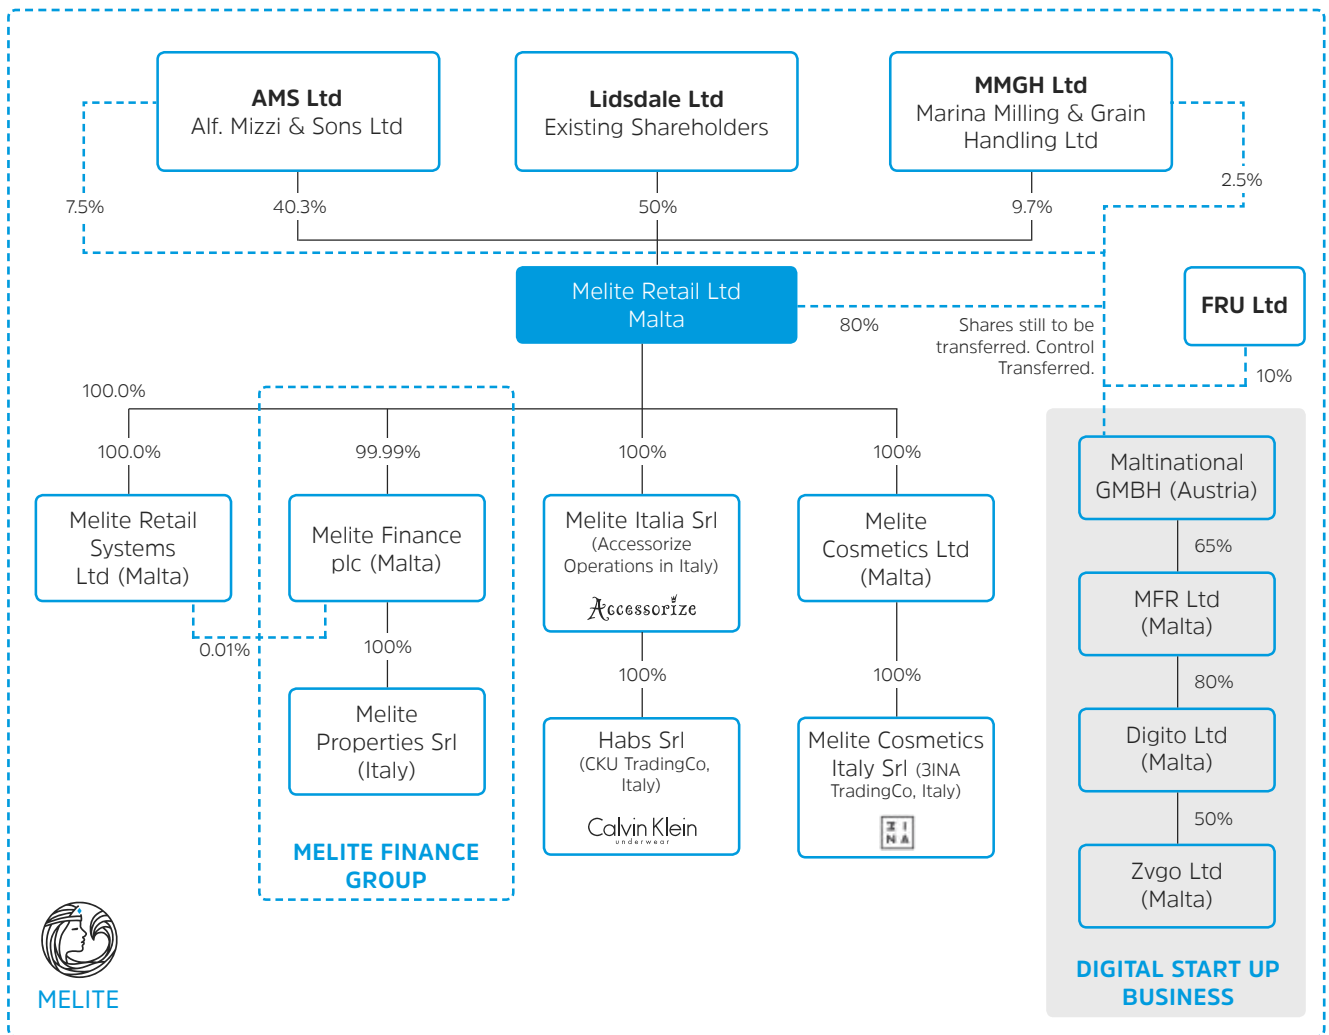 AMS Ltd
Alf. Mizzi & Sons Ltd
Lidsdale Ltd
Existing Shareholders
MMGH Ltd
Marina Milling & Grain
Handling Ltd
7.5%
40.3%
50%
9.7%
2.5%
Melite Retail Ltd
Malta
80%
Shares still to be
transferred. Control
Transferred.
FRU Ltd
10%
100.0%
100.0%
99.99%
100%
100%
Melite Retail
Systems
Ltd (Malta)
Melite Finance
plc (Malta)
Melite Italia Srl
(Accessorize
Operations in Italy)
Accessorize
Melite
Cosmetics Ltd
(Malta)
Maltinational
GMBH (Austria)
65%
MFR Ltd
(Malta)
0.01%
100%
100%
100%
80%
Melite
Properties Srl
(Italy)
Habs Srl
(CKU TradingCo,
Italy)
Calvin Klein
underwear
Melite Cosmetics
Italy Srl (3INA
TradingCo, Italy)
3 I
N A
Digito Ltd
(Malta)
50%
Zvgo Ltd
(Malta)
MELITE FINANCE
GROUP
DIGITAL START UP
BUSINESS
MELITE